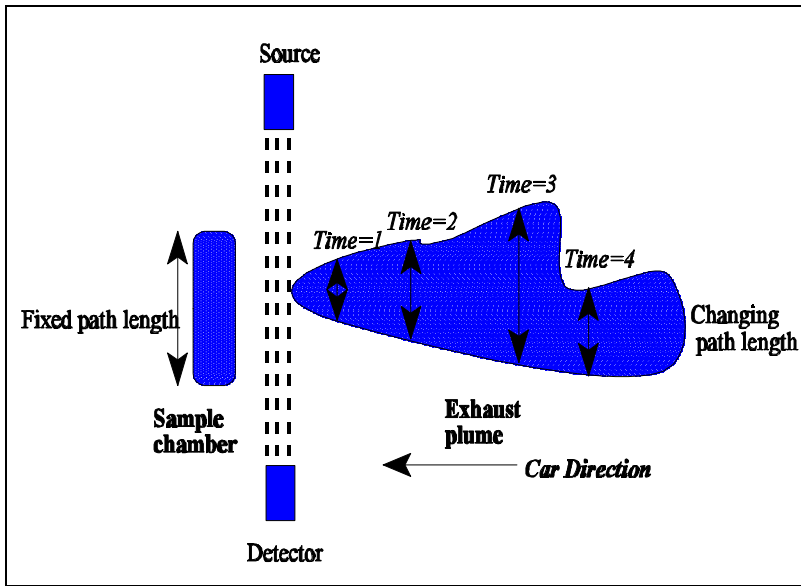 Source
Time=3
Time=2
Time=1
Time=4
Fixed path length
Changing
path length
Sample
chamber
Exhaust
plume
Car Direction
Detector